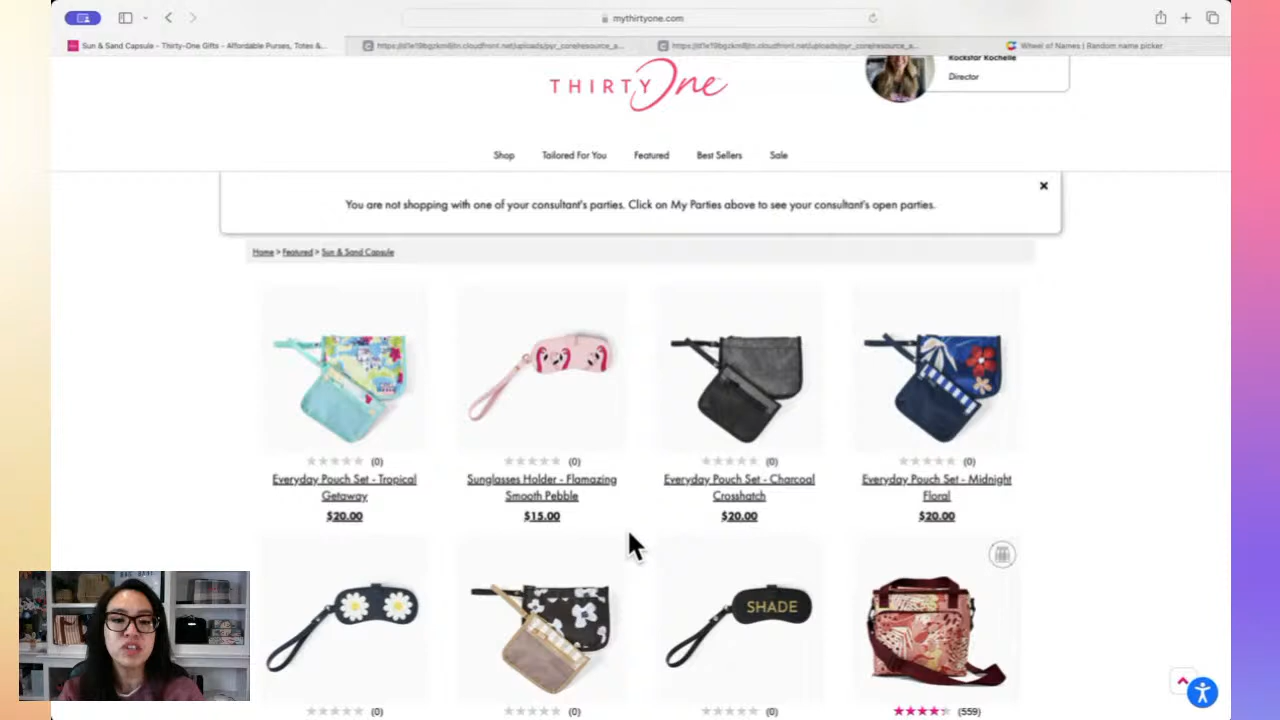 mythirtyone.com
Sun & Sand Capsule - Thirty-One Gifts - Affordable Purses, Totes &...
Wheel of Names | Random name picker
Rockstar Rochelle
Director
THIRTY One
Shop Tailored For You Featured Best Sellers Sale
You are not shopping with one of your consultant's parties. Click on My Parties above to see your consultant's open parties.
Home > Featured > Sun & Sand Capsule
(0) (0) (0) (0)
Everyday Pouch Set - Tropical
Getaway
$20.00
Sunglasses Holder - Flamazing
Smooth Pebble
$15.00
Everyday Pouch Set - Charcoal
Crosshatch
$20.00
Everyday Pouch Set - Midnight
Floral
$20.00
SHADE
(0) (0) (0) (559)